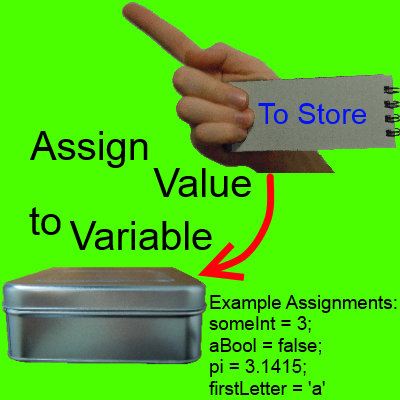 To Store
Assign
Value
to Variable
Example Assignments:
someInt = 3;
aBool = false;
pi = 3.1415;
firstLetter = 'a'